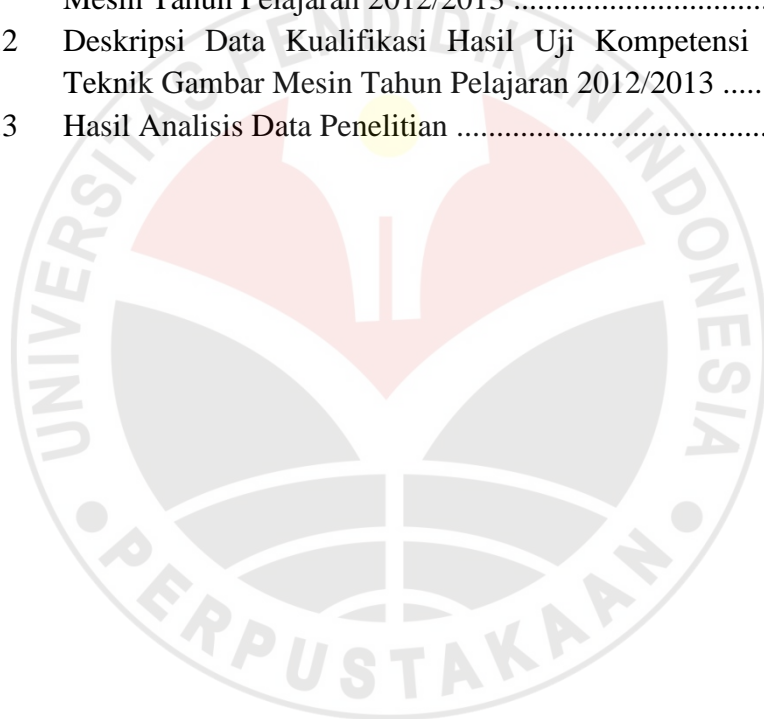 Mesin Tahun Pelajaran 2012/2013 ................................
2 Deskripsi Data Kualifikasi Hasil Uji Kompetensi
Teknik Gambar Mesin Tahun Pelajaran 2012/2013 .....
3 Hasil Analisis Data Penelitian .......................................
UNIVERSITAS PENDIDIKAN INDONESIA
PERPUSTAKAAN